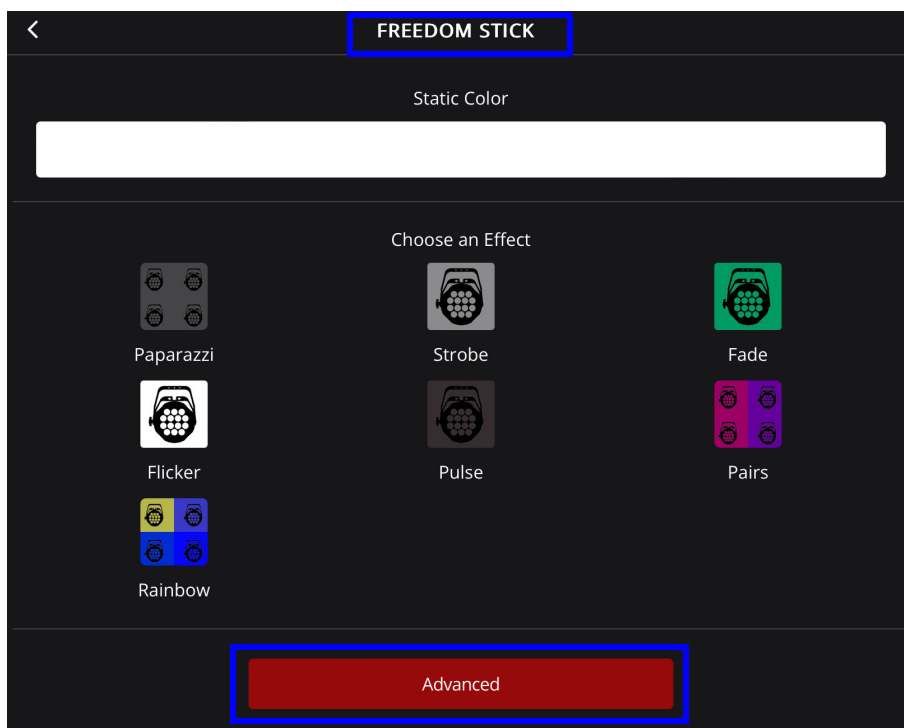 FREEDOM STICK
Static Color
Choose an Effect
Paparazzi
Strobe
Fade
Flicker
Pulse
Pairs
Rainbow
Advanced